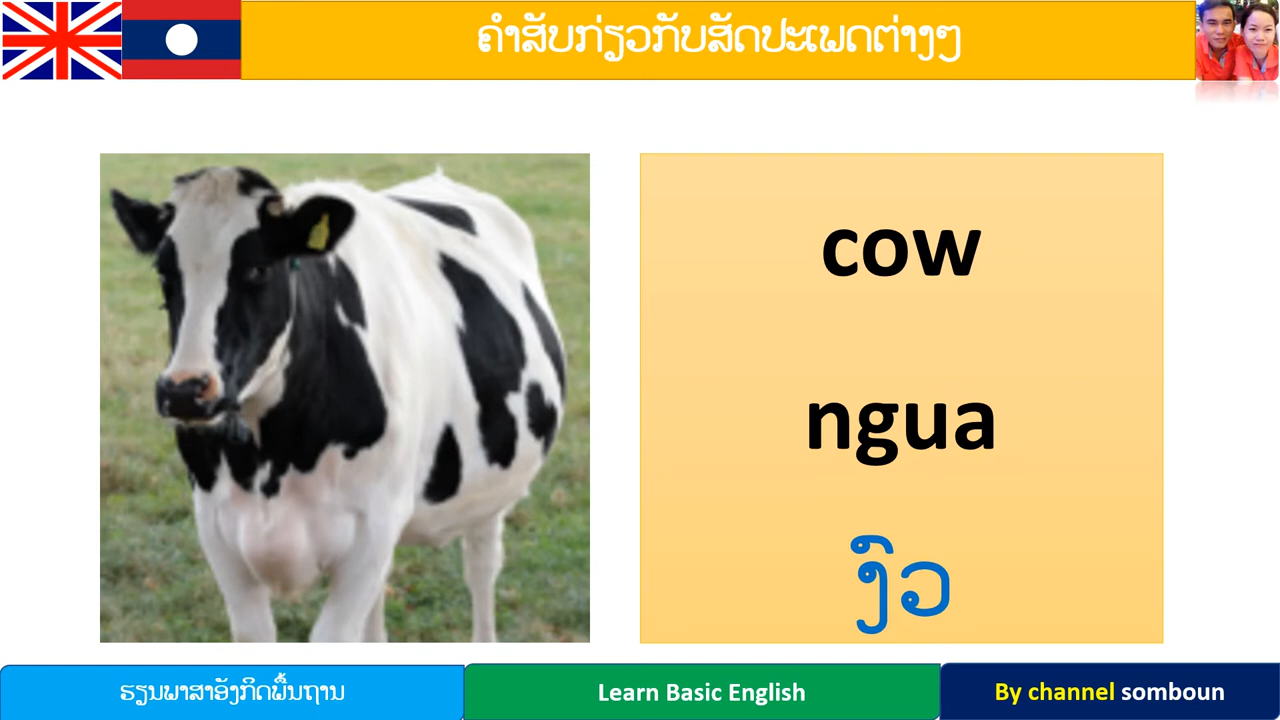 ຄໍາສັບກ່ຽວກັບສັດປະເພດຕ່າງໆ
cow
ngua
ງົວ
ຮຽນພາສາອັງກິດພື້ນຖານ
Learn Basic English
By channel somboun